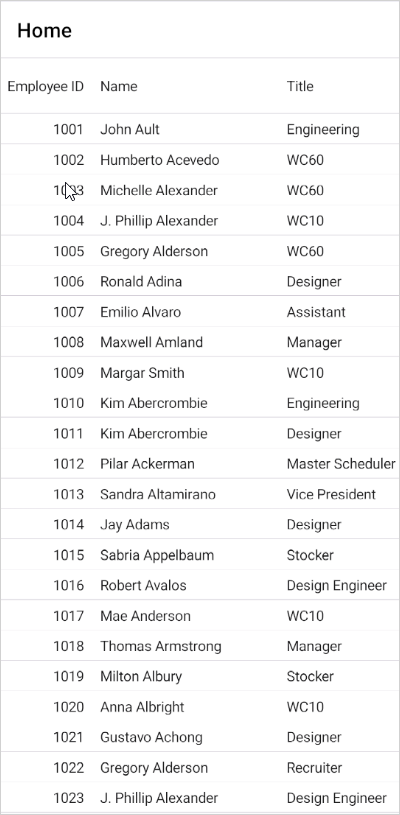 Home
Employee ID Name Title
1001 John Ault Engineering
1002 Humberto Acevedo WC60
1003 Michelle Alexander WC60
1004 J. Phillip Alexander WC10
1005 Gregory Alderson WC60
1006 Ronald Adina Designer
1007 Emilio Alvaro Assistant
1008 Maxwell Amland Manager
1009 Margar Smith WC10
1010 Kim Abercrombie Engineering
1011 Kim Abercrombie Designer
1012 Pilar Ackerman Master Scheduler
1013 Sandra Altamirano Vice President
1014 Jay Adams Designer
1015 Sabria Appelbaum Stocker
1016 Robert Avalos Design Engineer
1017 Mae Anderson WC10
1018 Thomas Armstrong Manager
1019 Milton Albury Stocker
1020 Anna Albright WC10
1021 Gustavo Achong Designer
1022 Gregory Alderson Recruiter
1023 J. Phillip Alexander Design Engineer